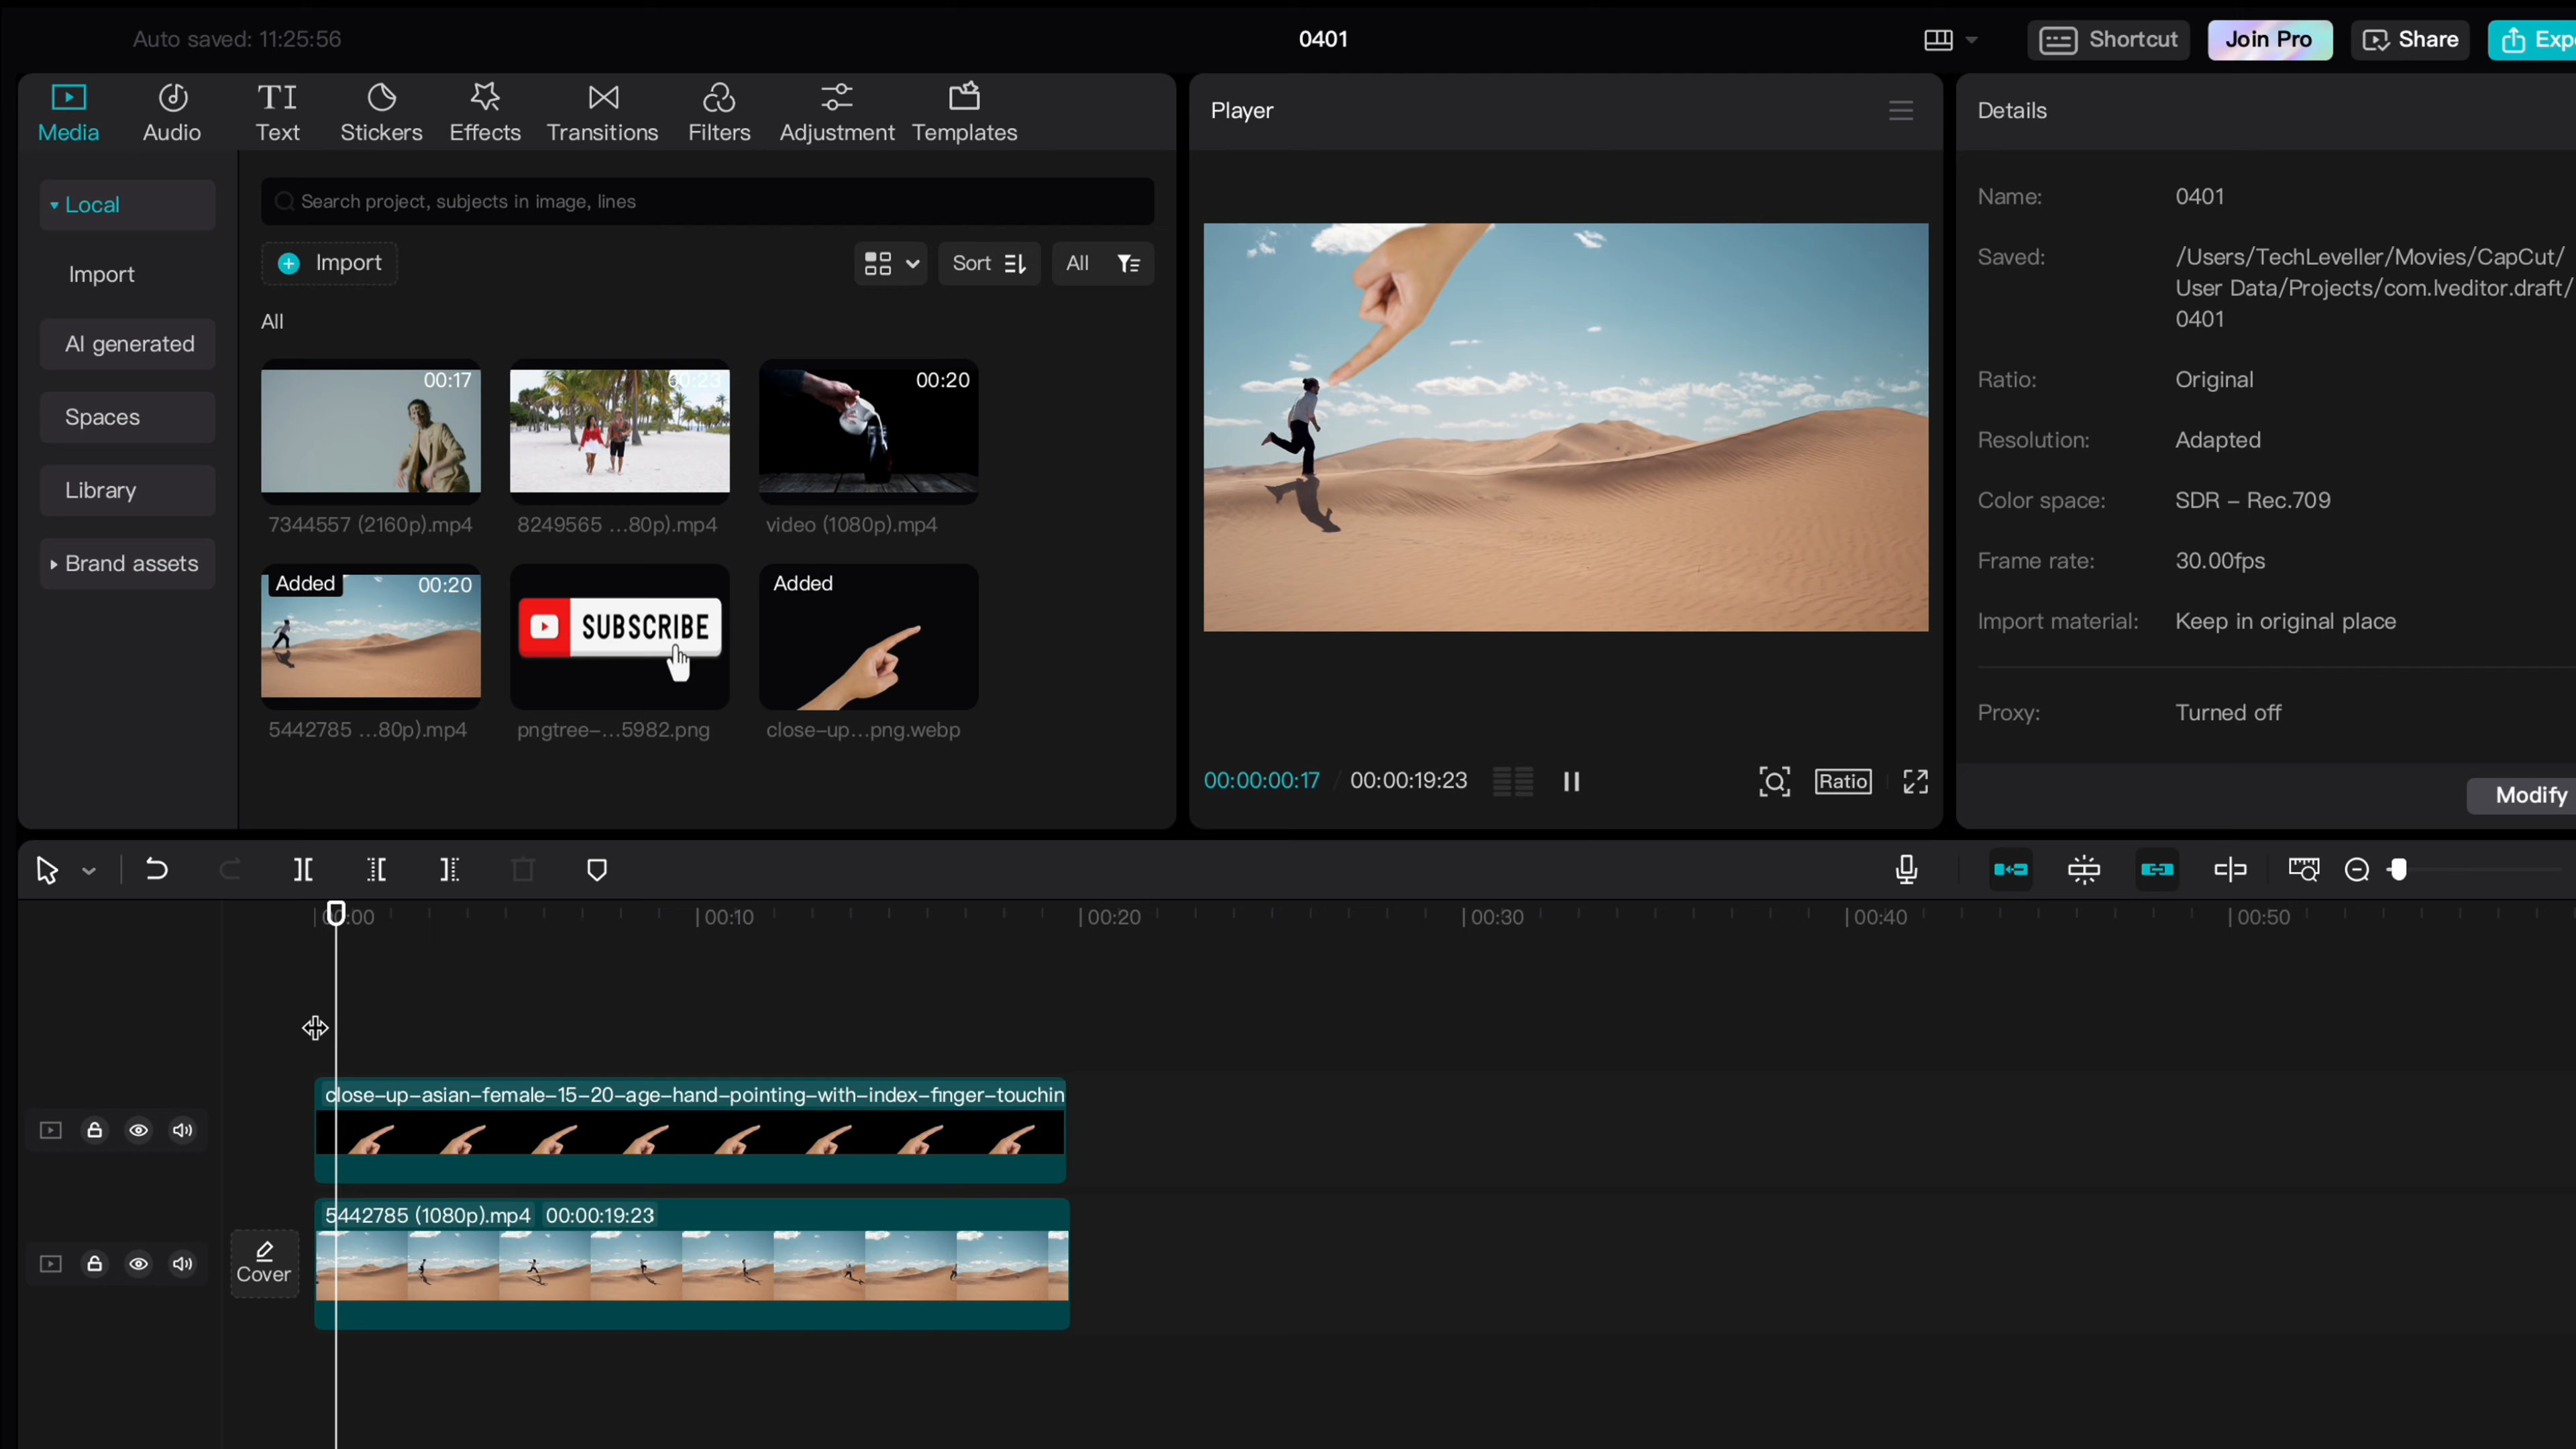 Auto saved: 11:25:56
0401
Shortcut
Join Pro
Share
Expo
Media
Audio
TI
Text
Stickers
Effects
Transitions
Filters
Adjustment
Templates
Local
Import
AI generated
Spaces
Library
Brand assets
Search project, subjects in image, lines
Import
Sort
All
All
00:17
00:23
00:20
7344557 (2160p).mp4
8249565 ...80p).mp4
video (1080p).mp4
Added
00:20
SUBSCRIBE
Added
5442785 ...80p).mp4
pngtree-...5982.png
close-up...png.webp
Player
00:00:00:17 / 00:00:19:23
Ratio
Details
Name: 0401
Saved: /Users/TechLeveller/Movies/CapCut/
User Data/Projects/com.lveditor.draft/
0401
Ratio: Original
Resolution: Adapted
Color space: SDR – Rec.709
Frame rate: 30.00fps
Import material: Keep in original place
Proxy: Turned off
Modify
00:00
00:10
00:20
00:30
00:40
00:50
close-up-asian-female-15-20-age-hand-pointing-with-index-finger-touchin
5442785 (1080p).mp4 00:00:19:23
Cover